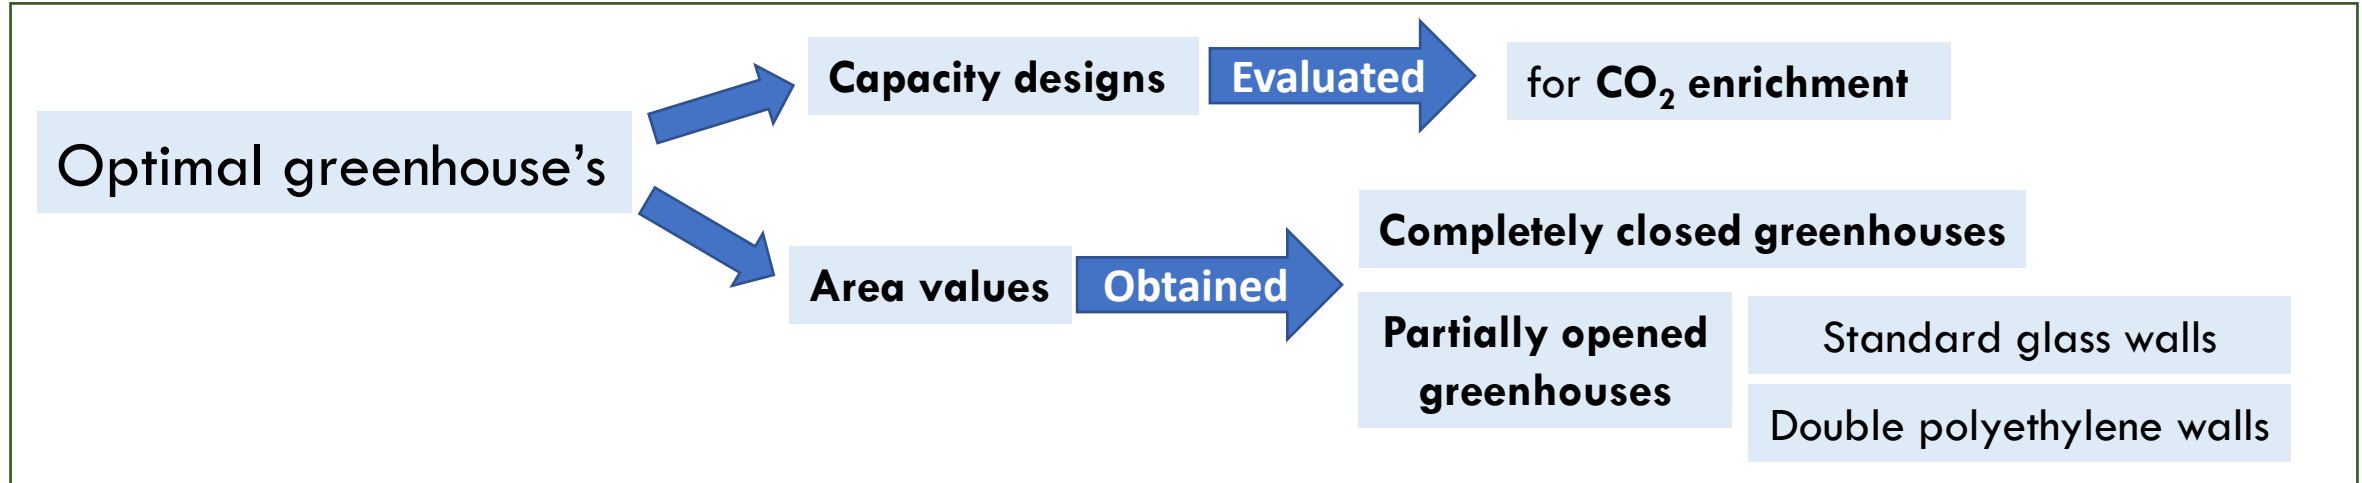 Optimal greenhouse’s
Capacity designs
Evaluated
for CO₂ enrichment
Area values
Obtained
Completely closed greenhouses
Partially opened
greenhouses
Standard glass walls
Double polyethylene walls